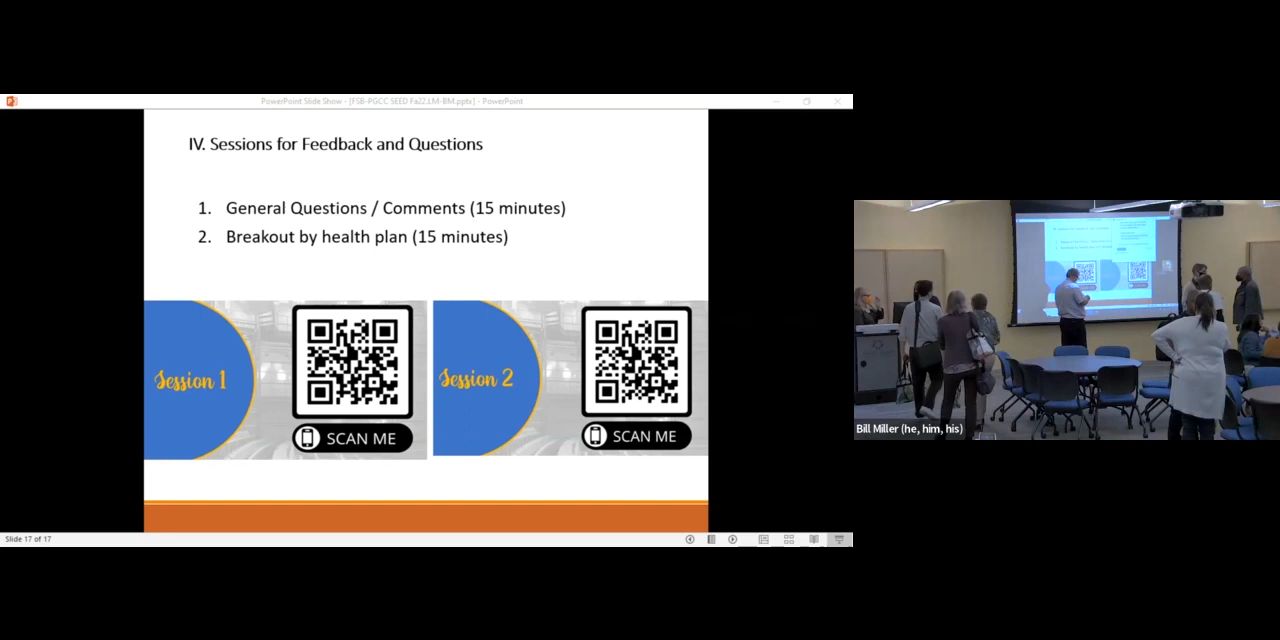 PowerPoint Slide Show - [FSB-PGCC SEED Fa22.LM-BM.pptx] - PowerPoint
IV. Sessions for Feedback and Questions
1. General Questions / Comments (15 minutes)
2. Breakout by health plan (15 minutes)
Session 1
SCAN ME
Session 2
SCAN ME
Slide 17 of 17
Bill Miller (he, him, his)